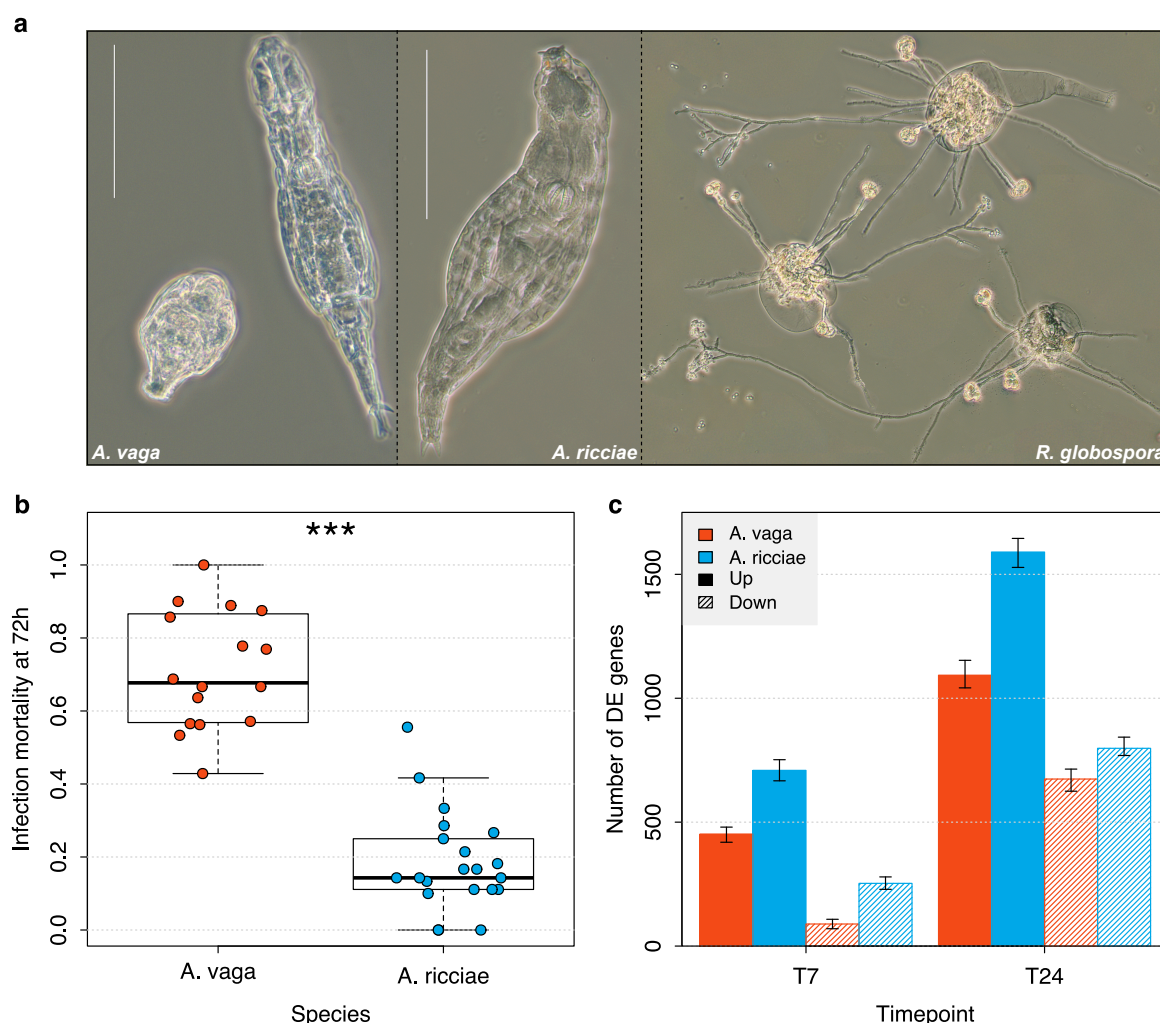 a
A. vaga
A. ricciae
R. globospora
b
***
Infection mortality at 72h
1.0
0.8
0.6
0.4
0.2
0.0
A. vaga
A. ricciae
Species
c
A. vaga
A. ricciae
Up
Down
Number of DE genes
1500
1000
500
0
T7
T24
Timepoint